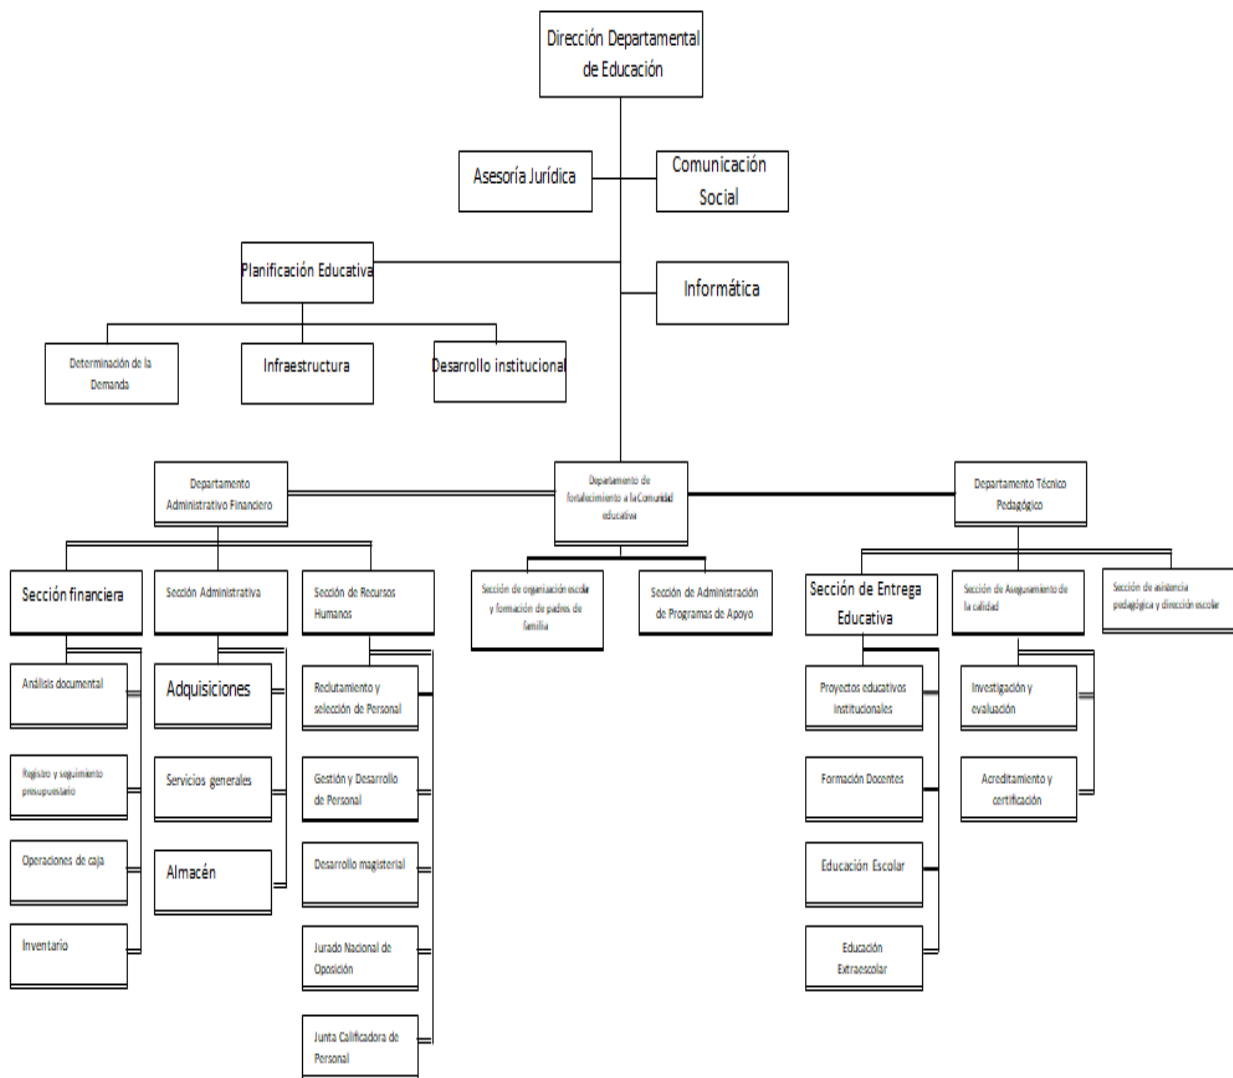 Dirección Departamental
de Educación
Asesoría Jurídica
Comunicación
Social
Planificación Educativa
Informática
Determinación de la
Demanda
Infraestructura
Desarrollo institucional
Departamento
Administrativo Financiero
Departamento de
fortalecimiento a la Comunidad
educativa
Departamento Técnico
Pedagógico
Sección financiera
Sección Administrativa
Sección de Recursos
Humanos
Sección de organización escolar
y formación de padres de
familia
Sección de Administración
de Programas de Apoyo
Sección de Entrega
Educativa
Sección de Aseguramiento de
la calidad
Sección de asistencia
pedagógica y dirección escolar
Análisis documental
Adquisiciones
Reclutamiento y
selección de Personal
Proyectos educativos
Institucionales
Investigación y
evaluación
Registro y seguimiento
presupuestario
Servicios generales
Gestión y Desarrollo
de Personal
Formación Docentes
Acreditamiento y
certificación
Operaciones de caja
Almacén
Desarrollo magisterial
Educación Escolar
Inventario
Jurado Nacional de
Oposición
Educación
Extraescolar
Junta Calificadora de
Personal